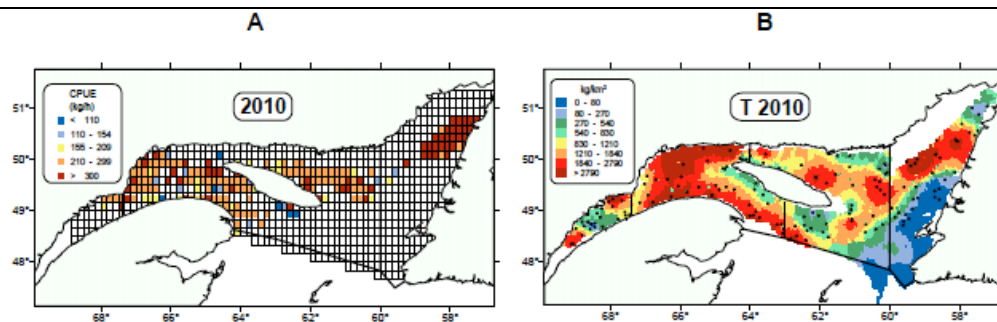 A
B
CPUE
(kg/h)
< 110
110 - 154
155 - 209
210 - 299
> 300
2010
51°
50°
49°
48°
68°
66°
64°
62°
60°
58°
kg/km²
0 - 80
80 - 270
270 - 540
540 - 830
830 - 1210
1210 - 1840
1840 - 2790
> 2790
T 2010
51°
50°
49°
48°
68°
66°
64°
62°
60°
58°